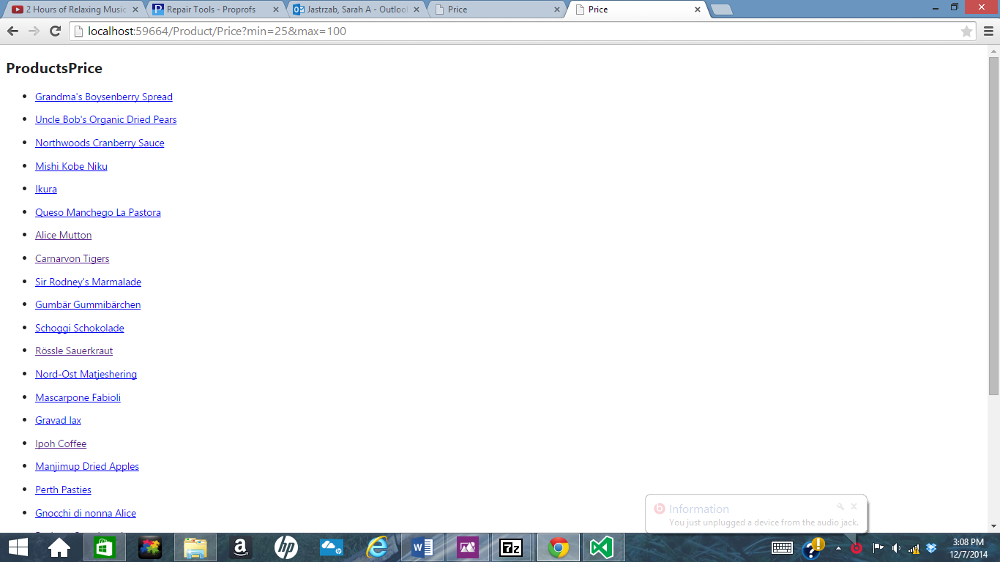 2 Hours of Relaxing Music
Repair Tools - Proprofs
Jastrzab, Sarah A - Outloo
Price
Price
localhost:59664/Product/Price?min=25&max=100
ProductsPrice
Grandma's Boysenberry Spread
Uncle Bob's Organic Dried Pears
Northwoods Cranberry Sauce
Mishi Kobe Niku
Ikura
Queso Manchego La Pastora
Alice Mutton
Carnarvon Tigers
Sir Rodney's Marmalade
Gumbär Gummibärchen
Schoggi Schokolade
Rössle Sauerkraut
Nord-Ost Matjeshering
Mascarpone Fabioli
Gravad lax
Ipoh Coffee
Manjimup Dried Apples
Perth Pasties
Gnocchi di nonna Alice
Information
You just unplugged a device from the audio jack.
3:08 PM
12/7/2014